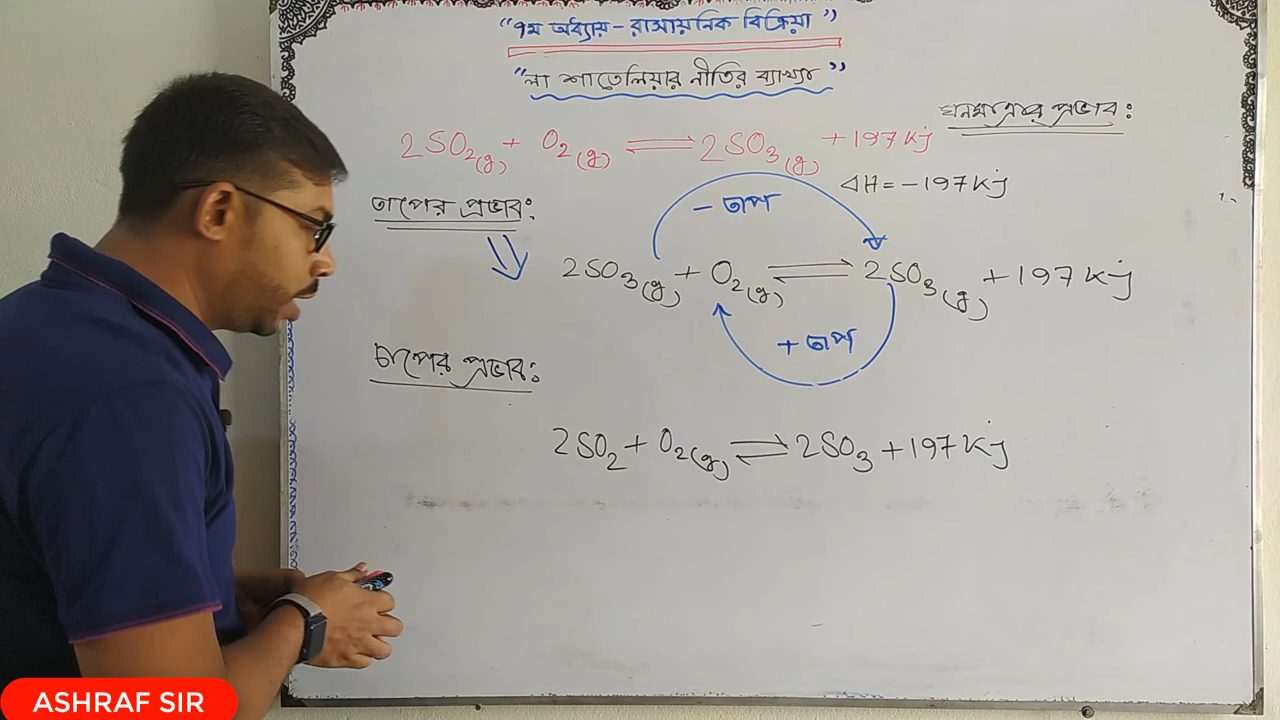 “৭ম অধ্যায় – রাসায়নিক বিক্রিয়া”
“লা শাতেলিয়ার নীতির ব্যাখ্যা”
ঘনমাত্রার প্রভাব:
2SO₂(g) + O₂(g) ⇌ 2SO₃(g) + 197 kj
ΔH = -197 kj
তাপের প্রভাব:
- তাপ
2SO₃(g) + O₂(g) ⇌ 2SO₃(g) + 197 kj
+ তাপ
চাপের প্রভাব:
2SO₂ + O₂(g) ⇌ 2SO₃ + 197 kj
ASHRAF SIR